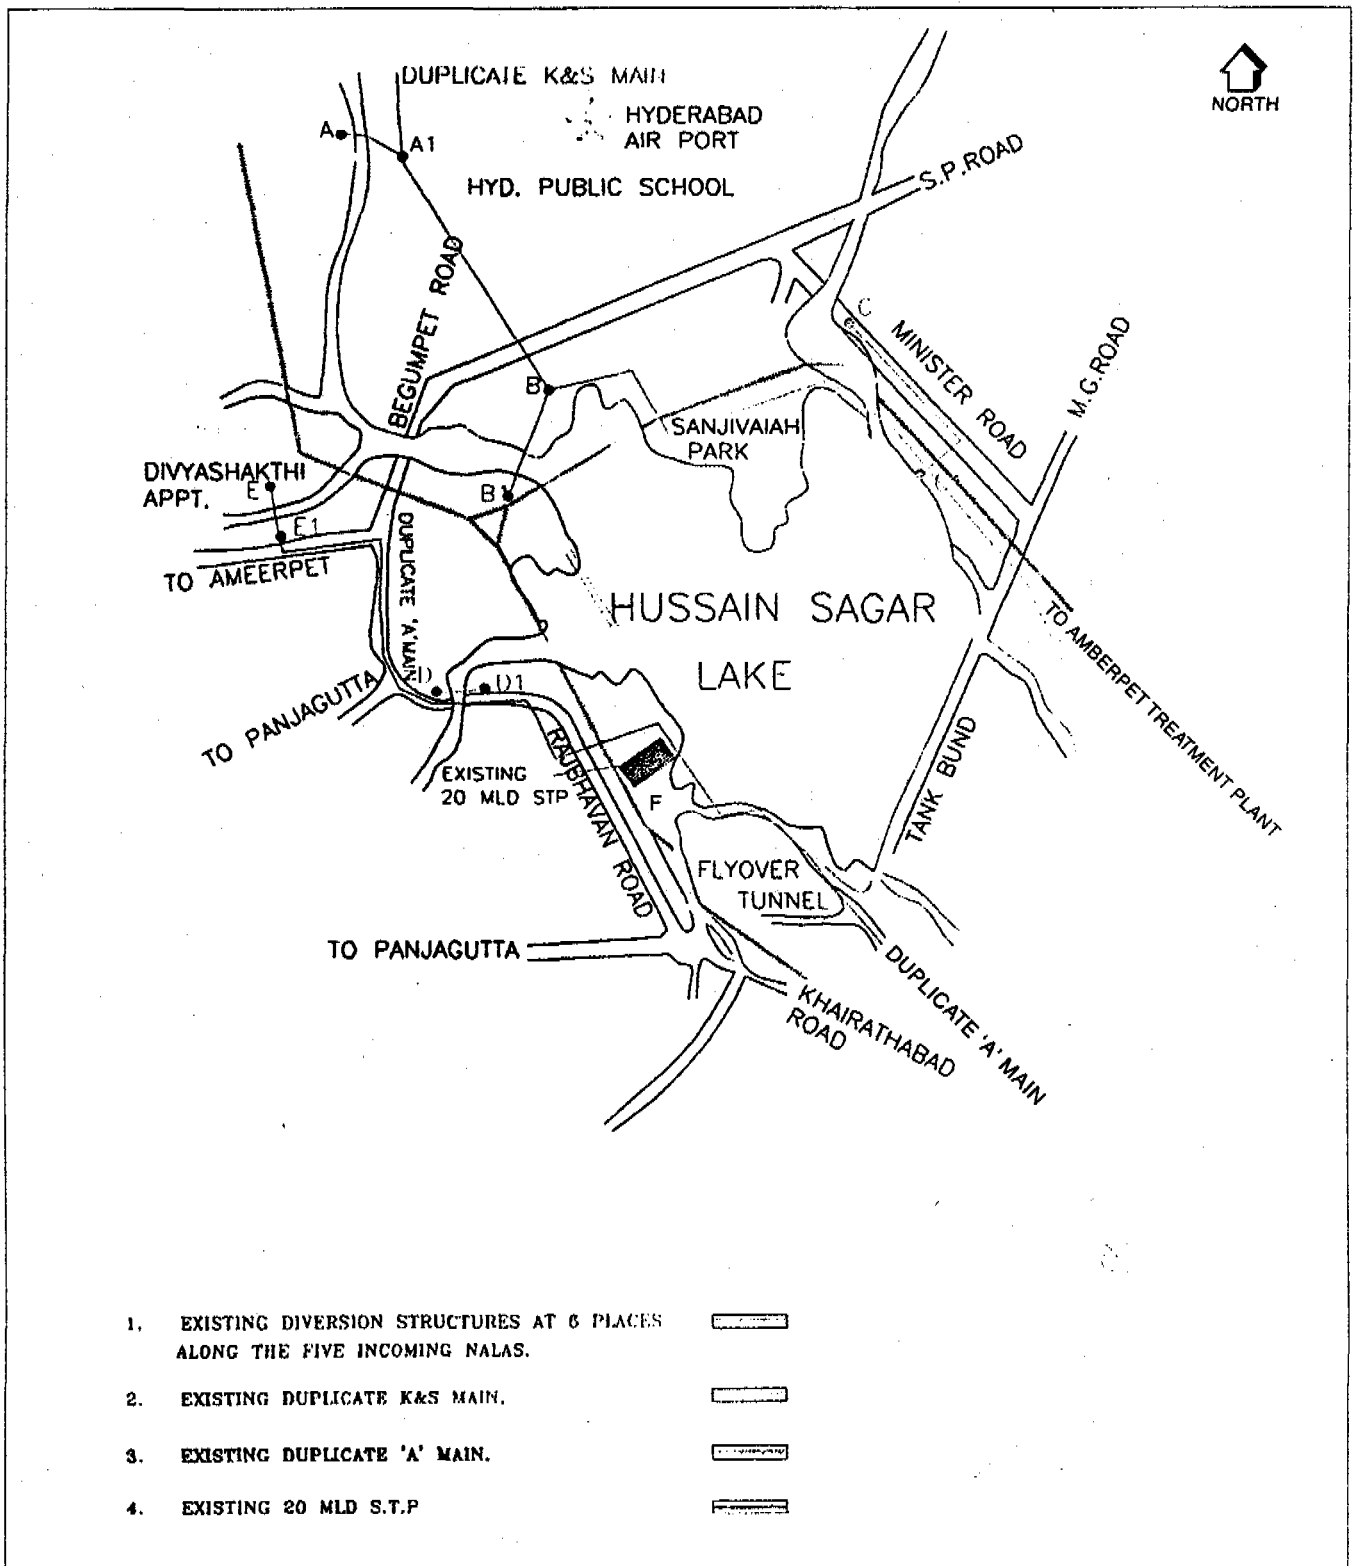 DUPLICATE K&S MAIN
NORTH
HYDERABAD
AIR PORT
A
A1
HYD. PUBLIC SCHOOL
S.P.ROAD
BEGUMPET ROAD
C
MINISTER ROAD
M.G.ROAD
B
SANJIVAIAH
PARK
DIVYASHAKTHI
APPT.
E
B1
E1
TO AMEERPET
DUPLICATE 'A' MAIN
HUSSAIN SAGAR
LAKE
TO AMBERPET TREATMENT PLANT
D
D1
TO PANJAGUTTA
EXISTING
20 MLD STP
RAJBHAVAN ROAD
F
TANK BUND
FLYOVER
TUNNEL
TO PANJAGUTTA
DUPLICATE 'A' MAIN
KHAIRATHABAD
ROAD
1. EXISTING DIVERSION STRUCTURES AT 6 PLACES
ALONG THE FIVE INCOMING NALAS.
2. EXISTING DUPLICATE K&S MAIN.
3. EXISTING DUPLICATE 'A' MAIN.
4. EXISTING 20 MLD S.T.P